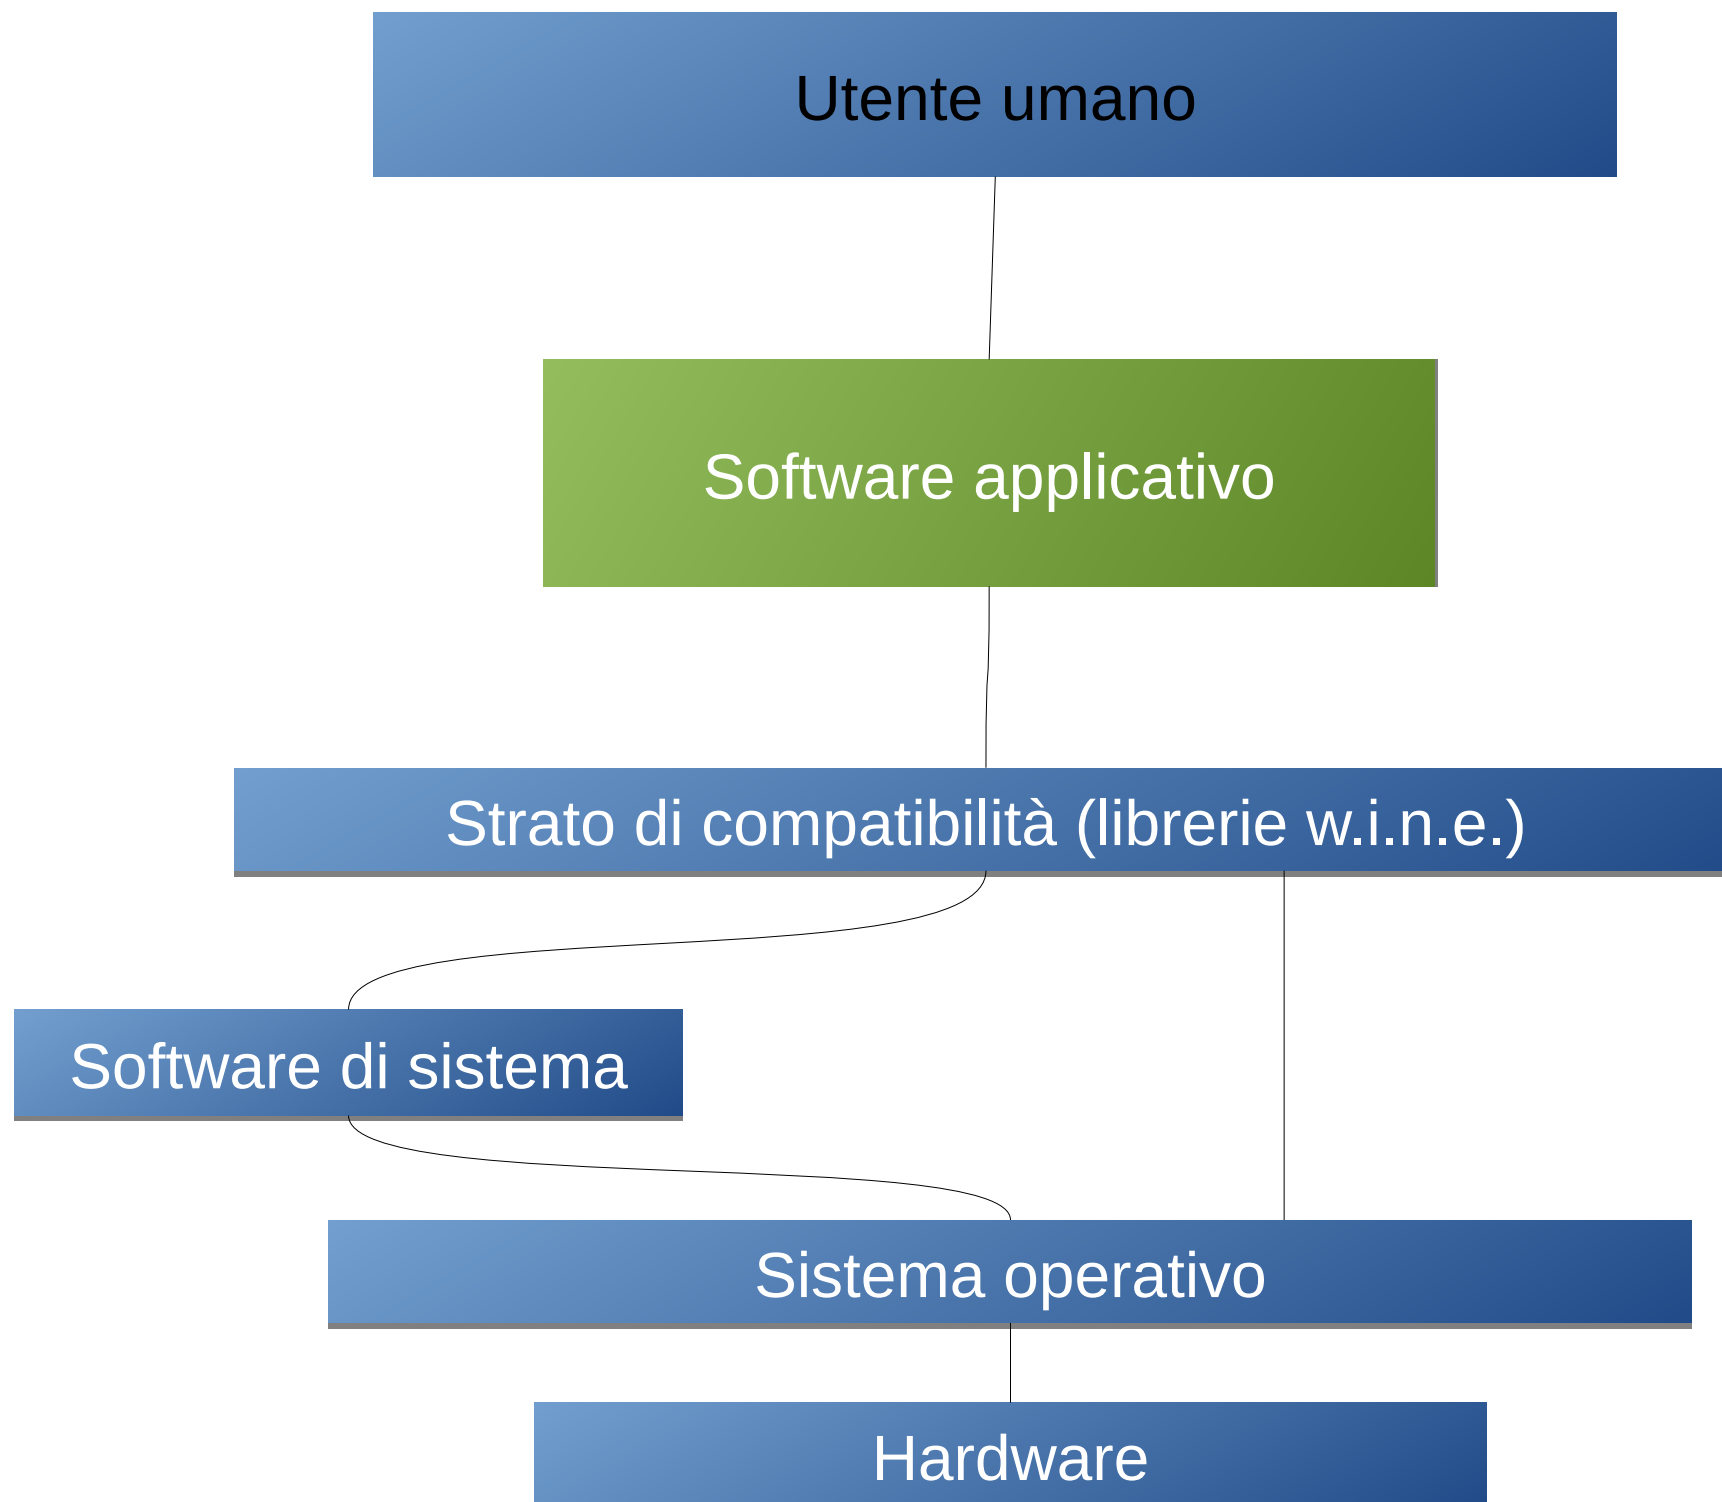 Utente umano
Software applicativo
Strato di compatibilità (librerie w.i.n.e.)
Software di sistema
Sistema operativo
Hardware